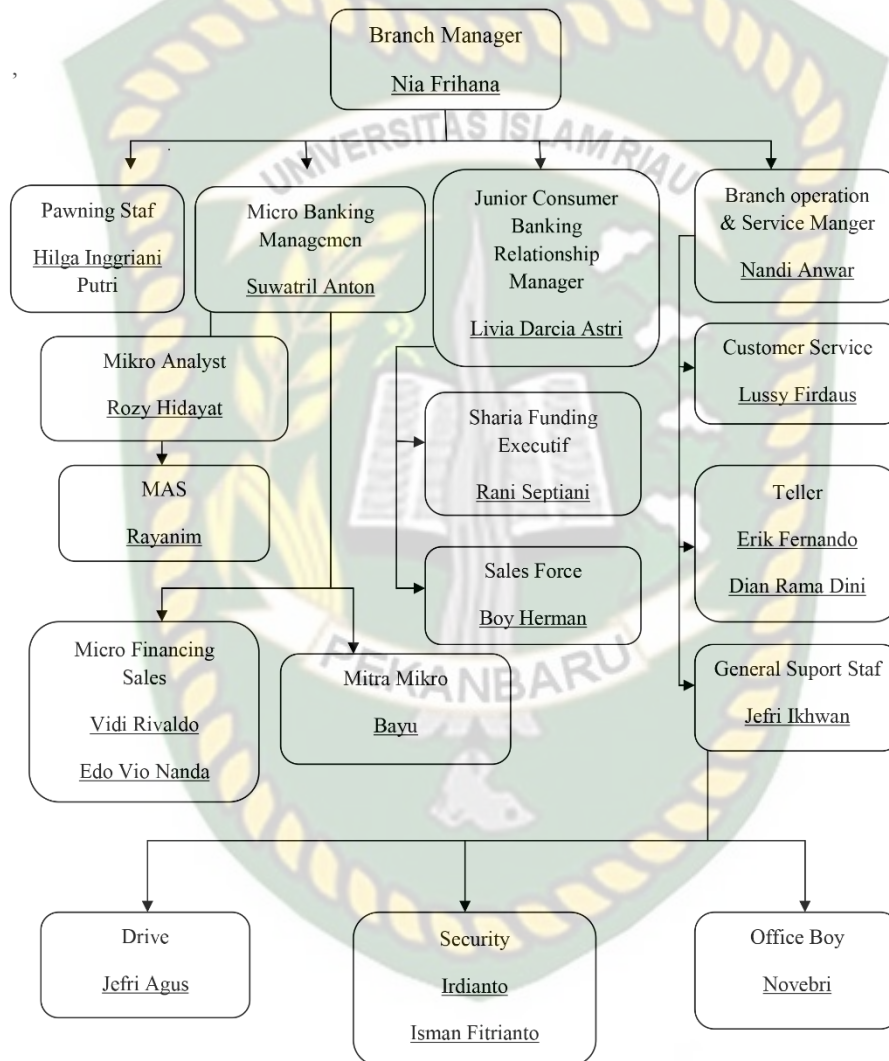 Branch Manager
Nia Frihana
,
UNIVERSITAS ISLAM RIAU
Pawning Staf
Hilga Inggriani
Putri
Micro Banking
Managemen
Suwatril Anton
Junior Consumer
Banking
Relationship
Manager
Livia Darcia Astri
Branch operation
& Service Manger
Nandi Anwar
Mikro Analyst
Rozy Hidayat
Customer Service
Lussy Firdaus
Sharia Funding
Executif
Rani Septiani
MAS
Rayanim
Teller
Erik Fernando
Dian Rama Dini
Sales Force
Boy Herman
Micro Financing
Sales
Vidi Rivaldo
Edo Vio Nanda
Mitra Mikro
Bayu
PEKANBARU
General Suport Staf
Jefri Ikhwan
Drive
Jefri Agus
Security
Irdianto
Isman Fitrianto
Office Boy
Novebri